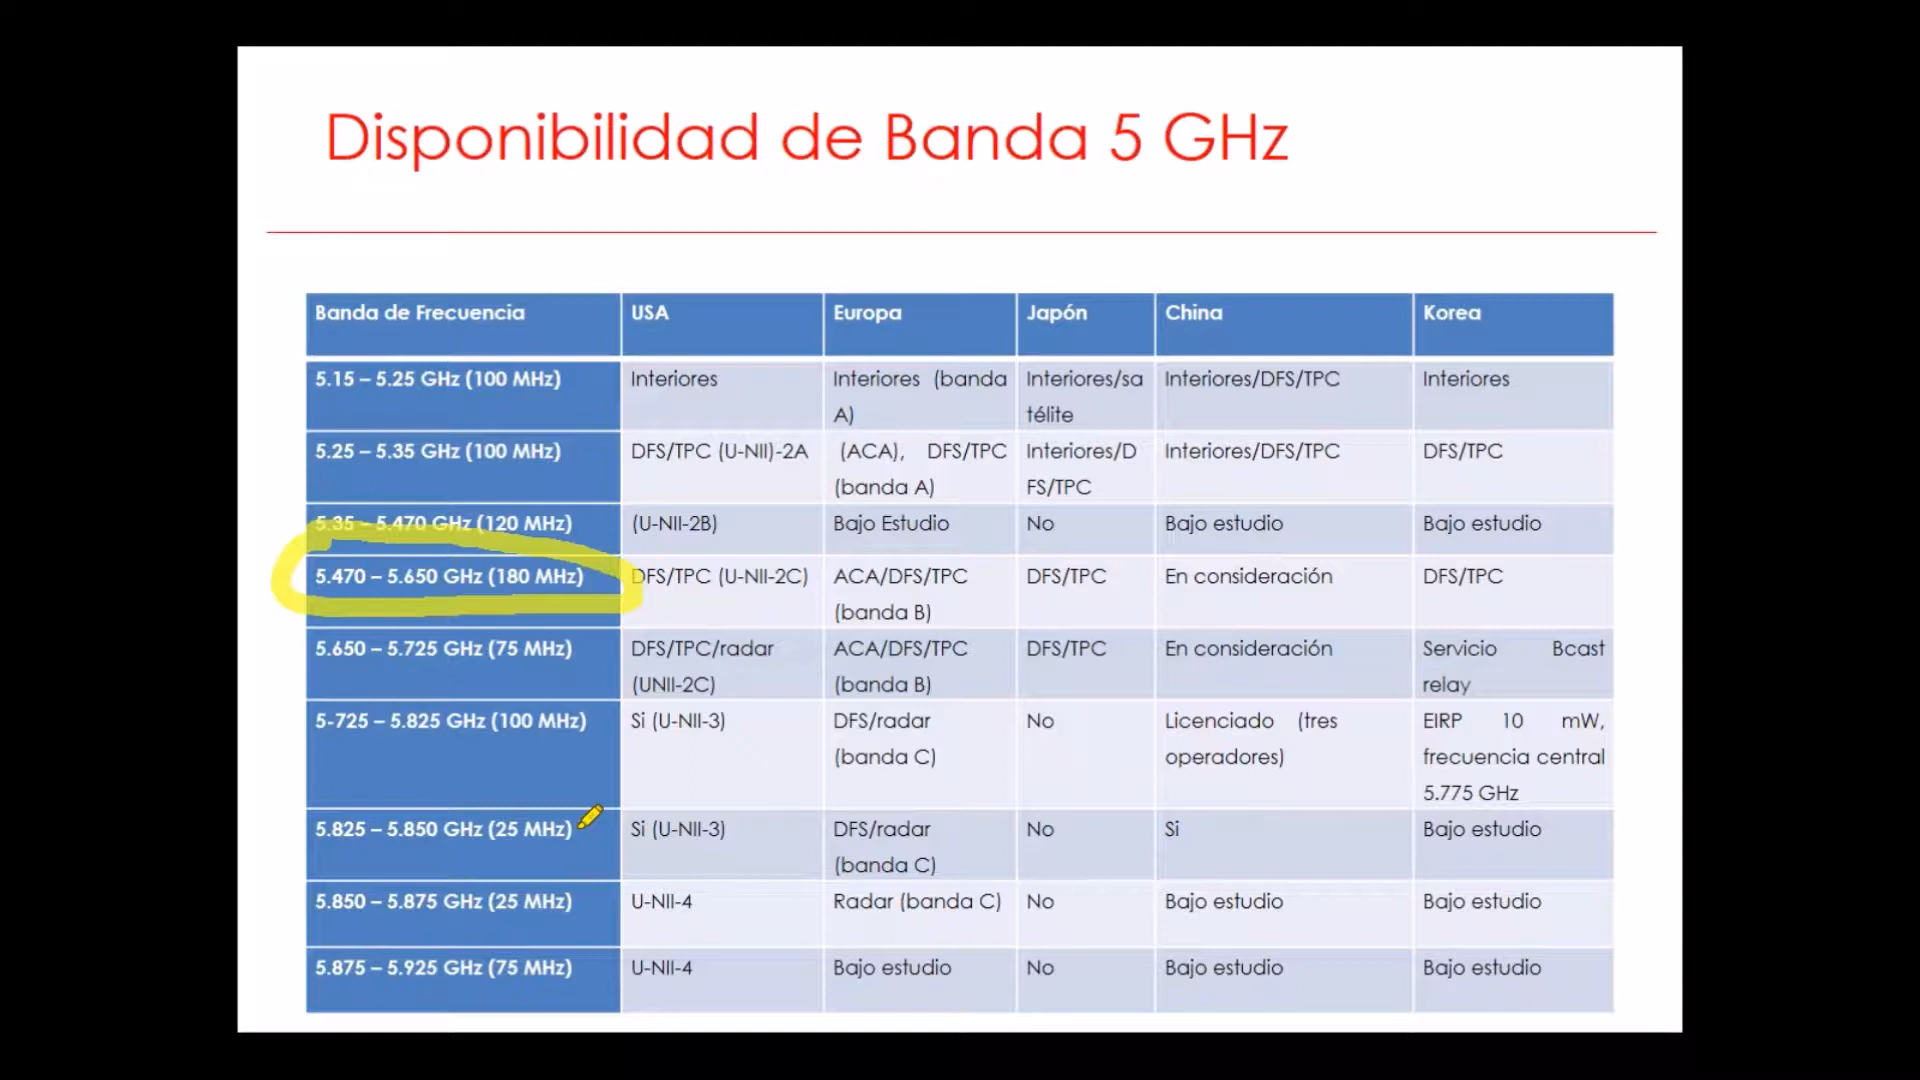 Disponibilidad de Banda 5 GHz
Banda de Frecuencia USA Europa Japón China Korea
5.15 – 5.25 GHz (100 MHz) Interiores Interiores (banda Interiores/sa Interiores/DFS/TPC Interiores
A) télite
5.25 – 5.35 GHz (100 MHz) DFS/TPC (U-NII)-2A (ACA), DFS/TPC Interiores/D Interiores/DFS/TPC DFS/TPC
(banda A) FS/TPC
5.35 – 5.470 GHz (120 MHz) (U-NII-2B) Bajo Estudio No Bajo estudio Bajo estudio
5.470 – 5.650 GHz (180 MHz) DFS/TPC (U-NII-2C) ACA/DFS/TPC DFS/TPC En consideración DFS/TPC
(banda B)
5.650 – 5.725 GHz (75 MHz) DFS/TPC/radar ACA/DFS/TPC DFS/TPC En consideración Servicio Bcast
(UNII-2C) (banda B) relay
5-725 – 5.825 GHz (100 MHz) Si (U-NII-3) DFS/radar No Licenciado (tres EIRP 10 mW,
(banda C) operadores) frecuencia central
5.775 GHz
5.825 – 5.850 GHz (25 MHz) Si (U-NII-3) DFS/radar No Si Bajo estudio
(banda C)
5.850 – 5.875 GHz (25 MHz) U-NII-4 Radar (banda C) No Bajo estudio Bajo estudio
5.875 – 5.925 GHz (75 MHz) U-NII-4 Bajo estudio No Bajo estudio Bajo estudio